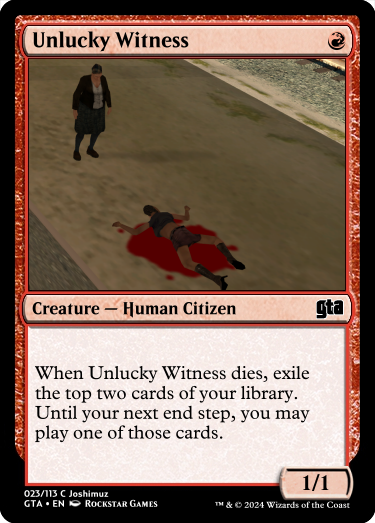 Unlucky Witness
Creature — Human Citizen
gta
When Unlucky Witness dies, exile
the top two cards of your library.
Until your next end step, you may
play one of those cards.
1/1
023/113 C Joshimuz
GTA • EN Rockstar Games
™ & © 2024 Wizards of the Coast